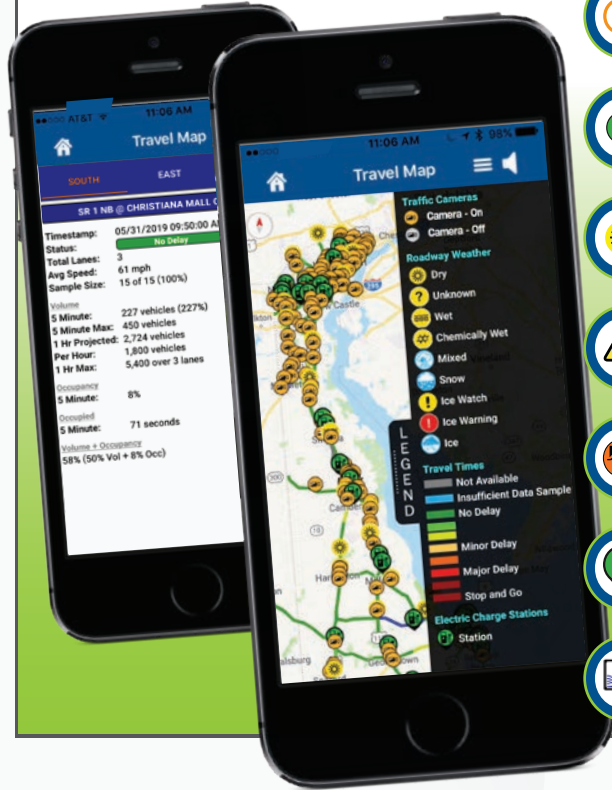 AT&T
11:06 AM
Travel Map
SOUTH
EAST
SR 1 NB @ CHRISTIANA MALL
Timestamp: 05/31/2019 09:50:00
Status: No Delay
Total Lanes: 3
Avg Speed: 61 mph
Sample Size: 15 of 15 (100%)
Volume
5 Minute: 227 vehicles (227%)
5 Minute Max: 450 vehicles
1 Hr Projected: 2,724 vehicles
Per Hour: 1,800 vehicles
1 Hr Max: 5,400 over 3 lanes
Occupancy
5 Minute: 8%
Occupied
5 Minute: 71 seconds
Volume + Occupancy
58% (50% Vol + 8% Occ)
11:06 AM
98%
Travel Map
Traffic Cameras
Camera - On
Camera - Off
Roadway Weather
Dry
? Unknown
Wet
Chemically Wet
Mixed
Snow
! Ice Watch
! Ice Warning
Ice
LEGEND
Travel Times
Not Available
Insufficient Data Sample
No Delay
Minor Delay
Major Delay
Stop and Go
Electric Charge Stations
Station
295
Castle
300
Camden
10